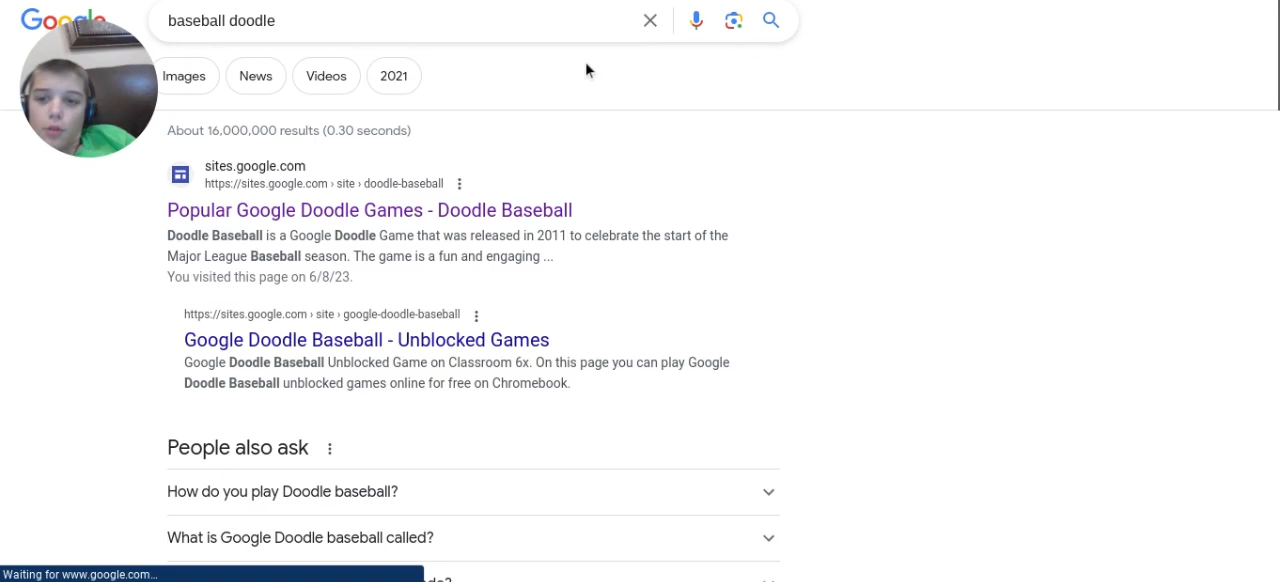 Google
baseball doodle
Images
News
Videos
2021
About 16,000,000 results (0.30 seconds)
sites.google.com
https://sites.google.com › site › doodle-baseball
Popular Google Doodle Games - Doodle Baseball
Doodle Baseball is a Google Doodle Game that was released in 2011 to celebrate the start of the
Major League Baseball season. The game is a fun and engaging ...
You visited this page on 6/8/23.
https://sites.google.com › site › google-doodle-baseball
Google Doodle Baseball - Unblocked Games
Google Doodle Baseball Unblocked Game on Classroom 6x. On this page you can play Google
Doodle Baseball unblocked games online for free on Chromebook.
People also ask
How do you play Doodle baseball?
What is Google Doodle baseball called?
Waiting for www.google.com...